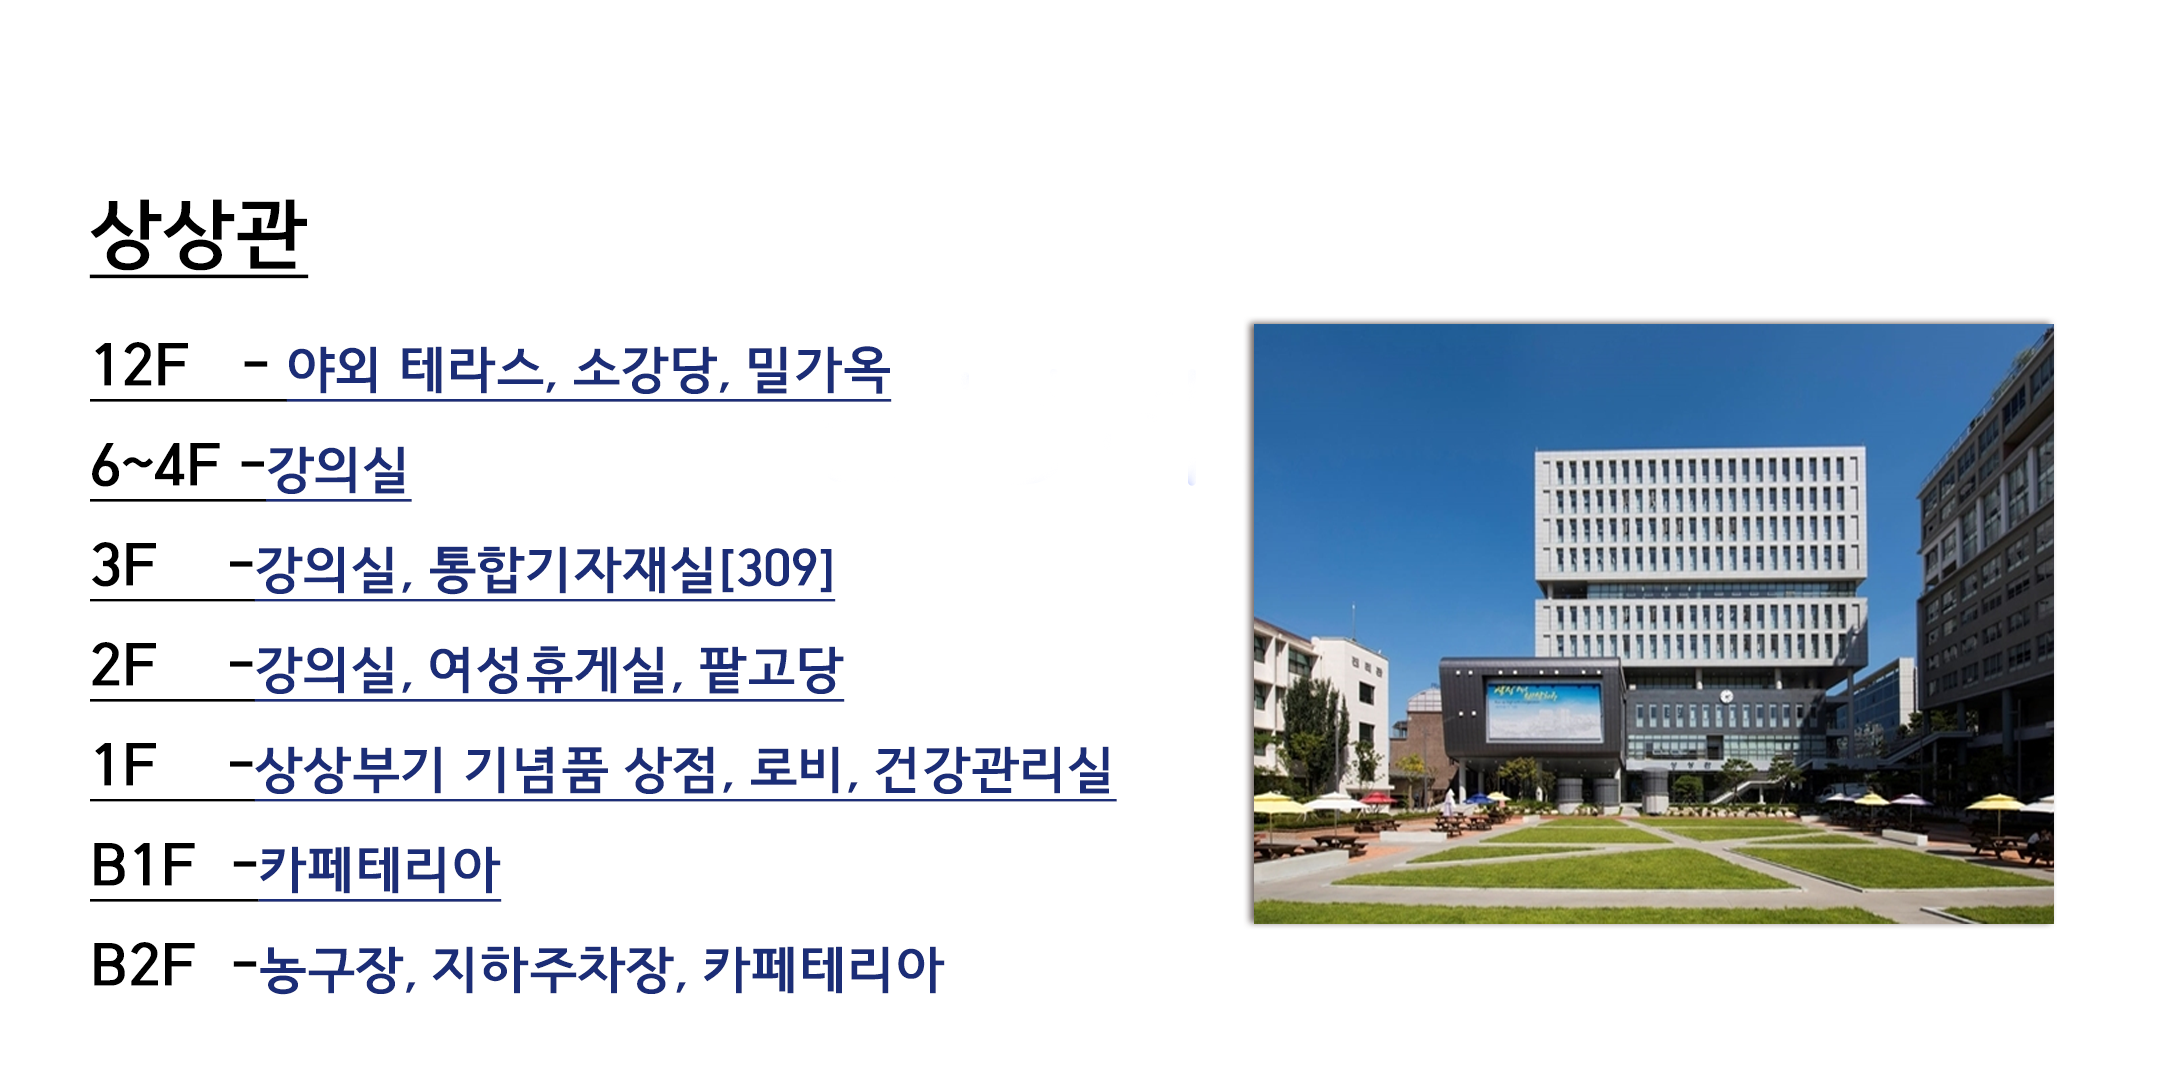 상상관
12F - 야외 테라스, 소강당, 밀가옥
6~4F -강의실
3F -강의실, 통합기자재실[309]
2F -강의실, 여성휴게실, 팥고당
1F -상상부기 기념품 상점, 로비, 건강관리실
B1F -카페테리아
B2F -농구장, 지하주차장, 카페테리아
상상관